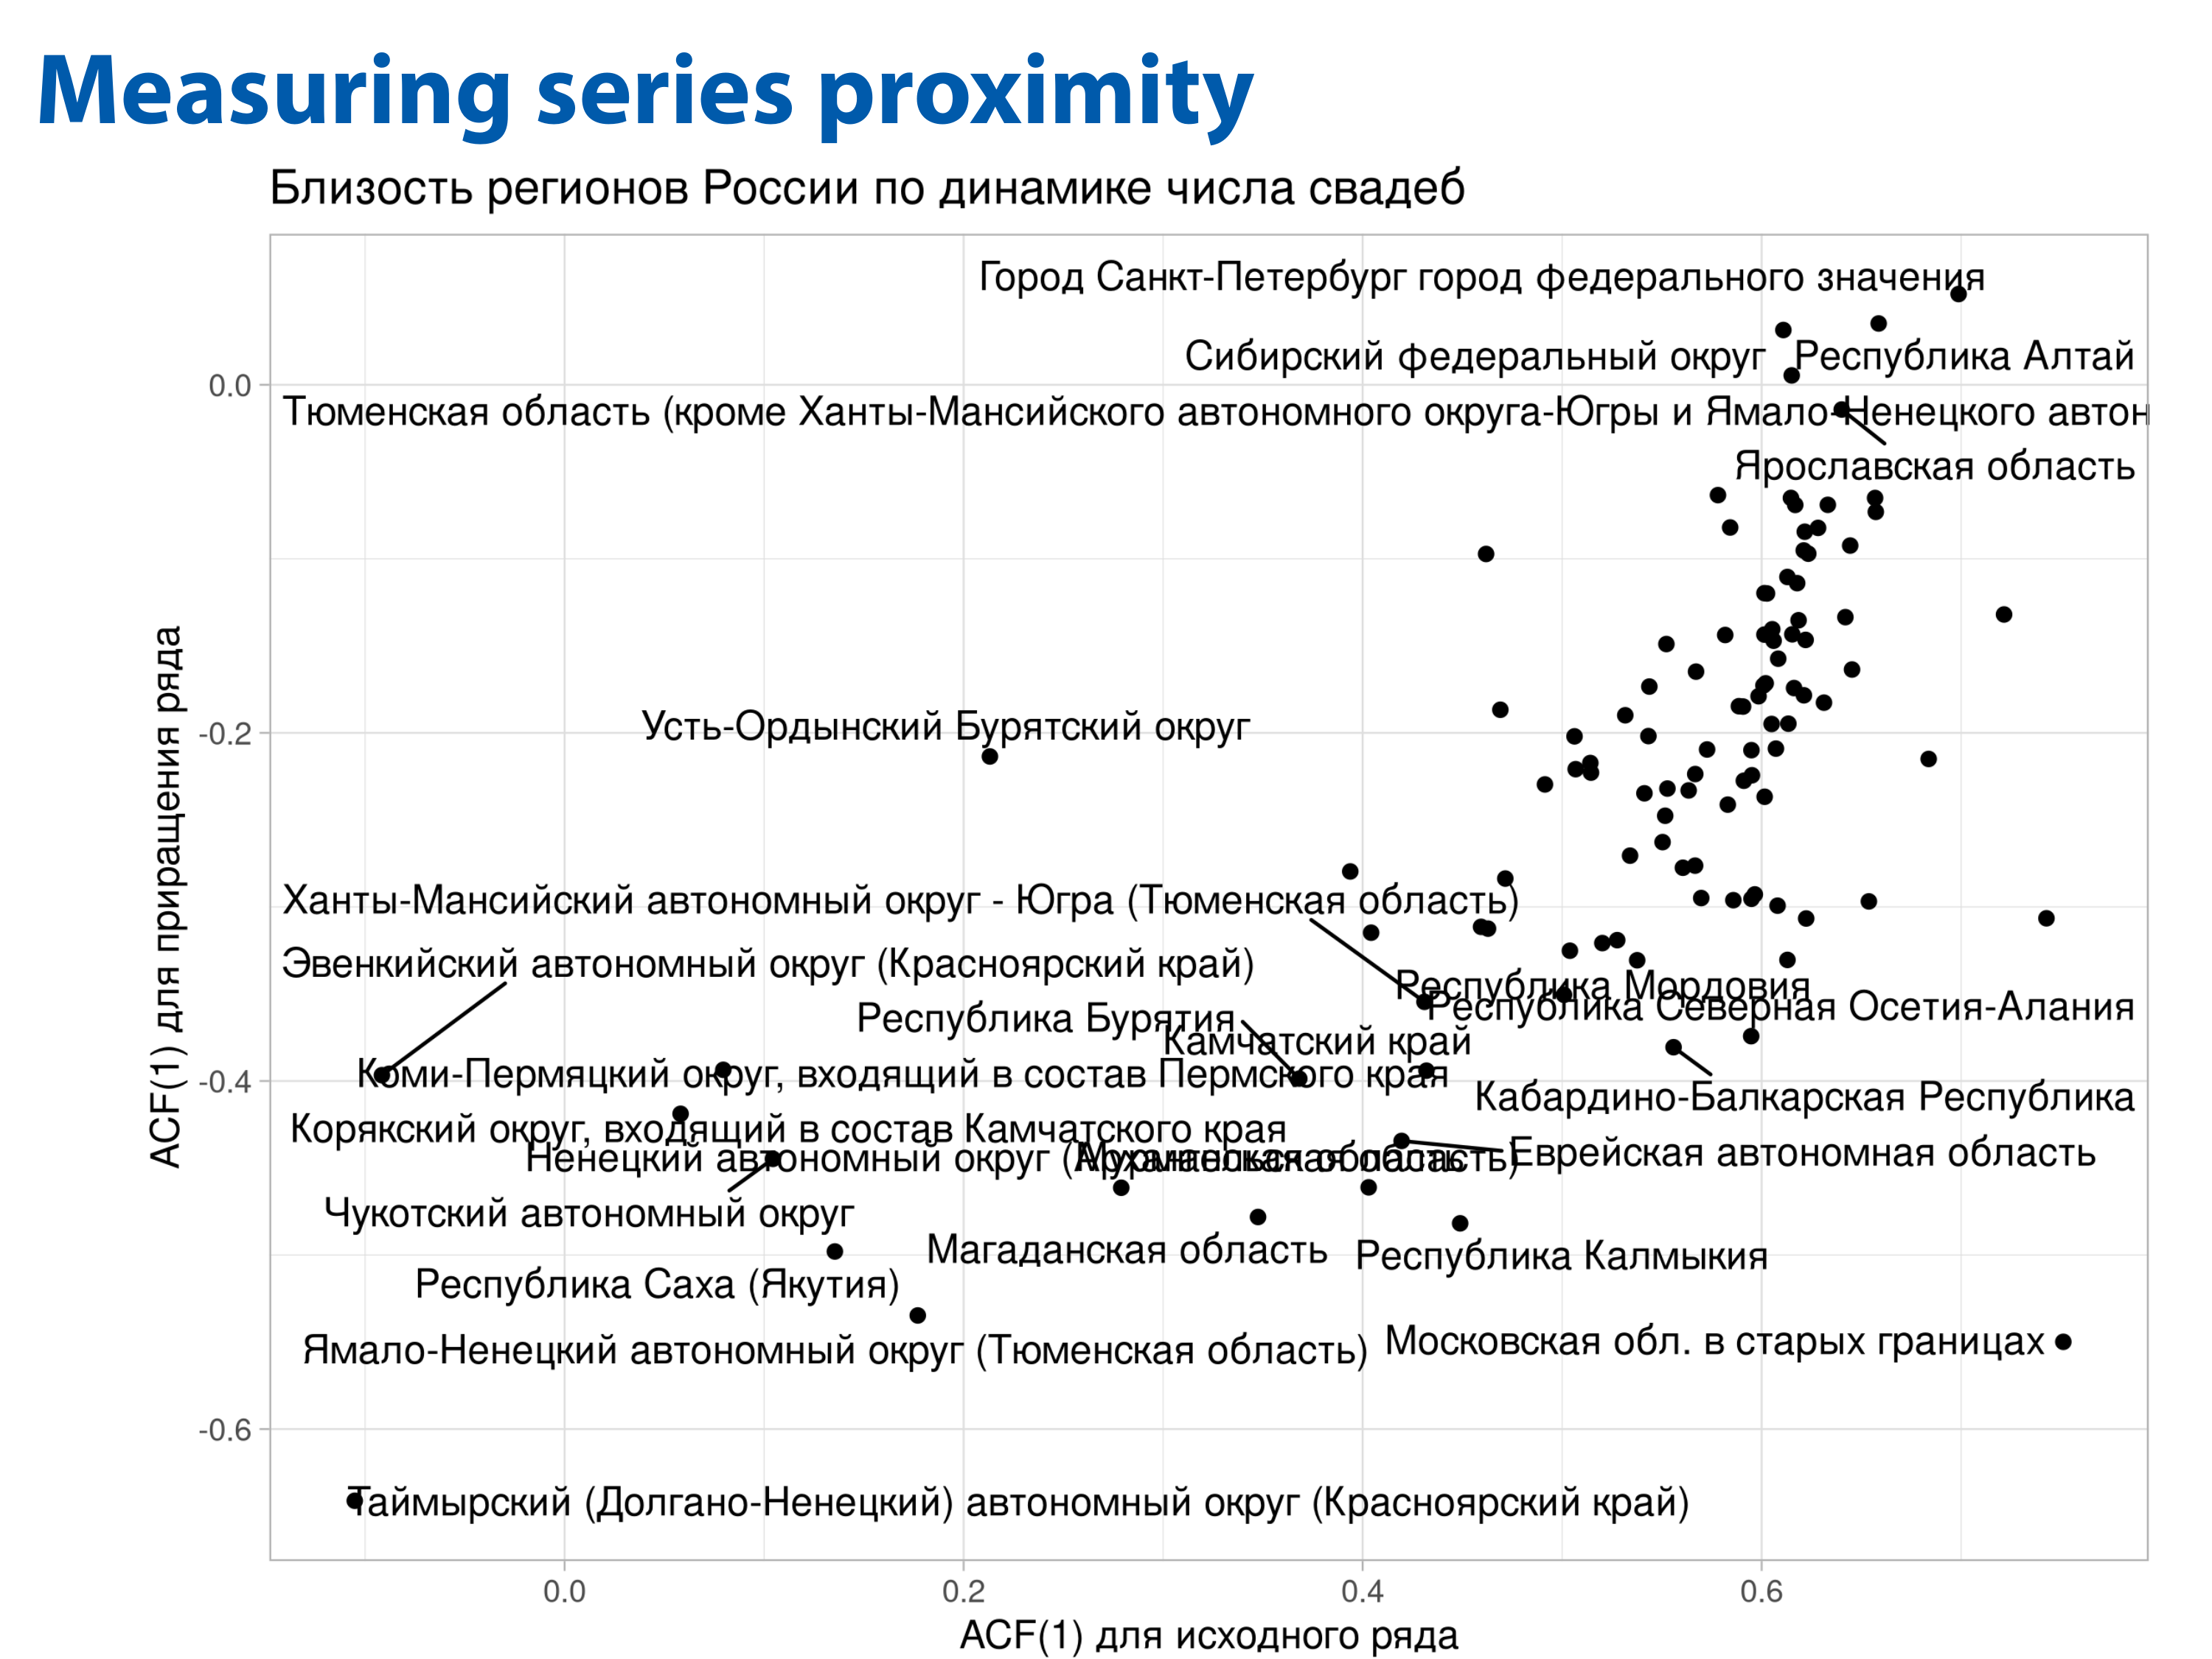 Measuring series proximity
Близость регионов России по динамике числа свадеб
Город Санкт-Петербург город федерального значения
Сибирский федеральный округ
Республика Алтай
0.0
Тюменская область (кроме Ханты-Мансийского автономного округа-Югры и Ямало-Ненецкого автон
Ярославская область
ACF(1) для приращения ряда
-0.2
Усть-Ордынский Бурятский округ
Ханты-Мансийский автономный округ - Югра (Тюменская область)
Эвенкийский автономный округ (Красноярский край)
Республика Мордовия
Республика Северная Осетия-Алания
Республика Бурятия
Камчатский край
-0.4
Коми-Пермяцкий округ, входящий в состав Пермского края
Кабардино-Балкарская Республика
Корякский округ, входящий в состав Камчатского края
Ненецкий автономный округ (Архангельская область)
Мурманская область
Еврейская автономная область
Чукотский автономный округ
Магаданская область
Республика Калмыкия
Республика Саха (Якутия)
Ямало-Ненецкий автономный округ (Тюменская область)
Московская обл. в старых границах
-0.6
Таймырский (Долгано-Ненецкий) автономный округ (Красноярский край)
0.0
0.2
0.4
0.6
ACF(1) для исходного ряда